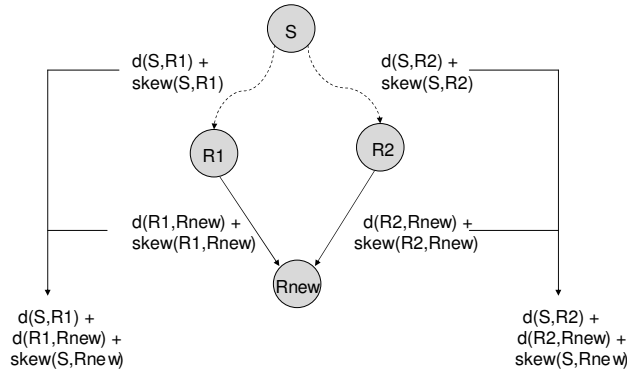 S
d(S,R1) +
skew(S,R1)
d(S,R2) +
skew(S,R2)
R1
R2
d(R1,Rnew) +
skew(R1,Rnew)
d(R2,Rnew) +
skew(R2,Rnew)
Rnew
d(S,R1) +
d(R1,Rnew) +
skew(S,Rnew)
d(S,R2) +
d(R2,Rnew) +
skew(S,Rnew)